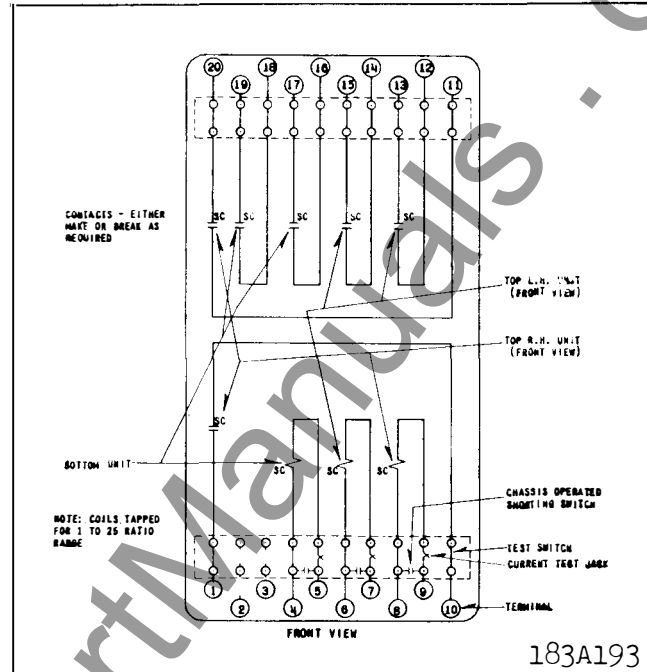 20 18 16 14 12
19 17 15 13 11
SC SC SC SC SC
CONTACTS - EITHER
MAKE OR BREAK AS
REQUIRED
TOP L.H. UNIT
(FRONT VIEW)
TOP R.H. UNIT
(FRONT VIEW)
SC
BOTTOM UNIT
SC SC SC
CHASSIS OPERATED
SHORTING SWITCH
NOTE: COILS TAPPED
FOR 1 TO 25 RATIO
RANGE
TEST SWITCH
CURRENT TEST JACK
1 3 5 7 9
2 4 6 8 10
TERMINAL
FRONT VIEW
183A193
rtManuals . c